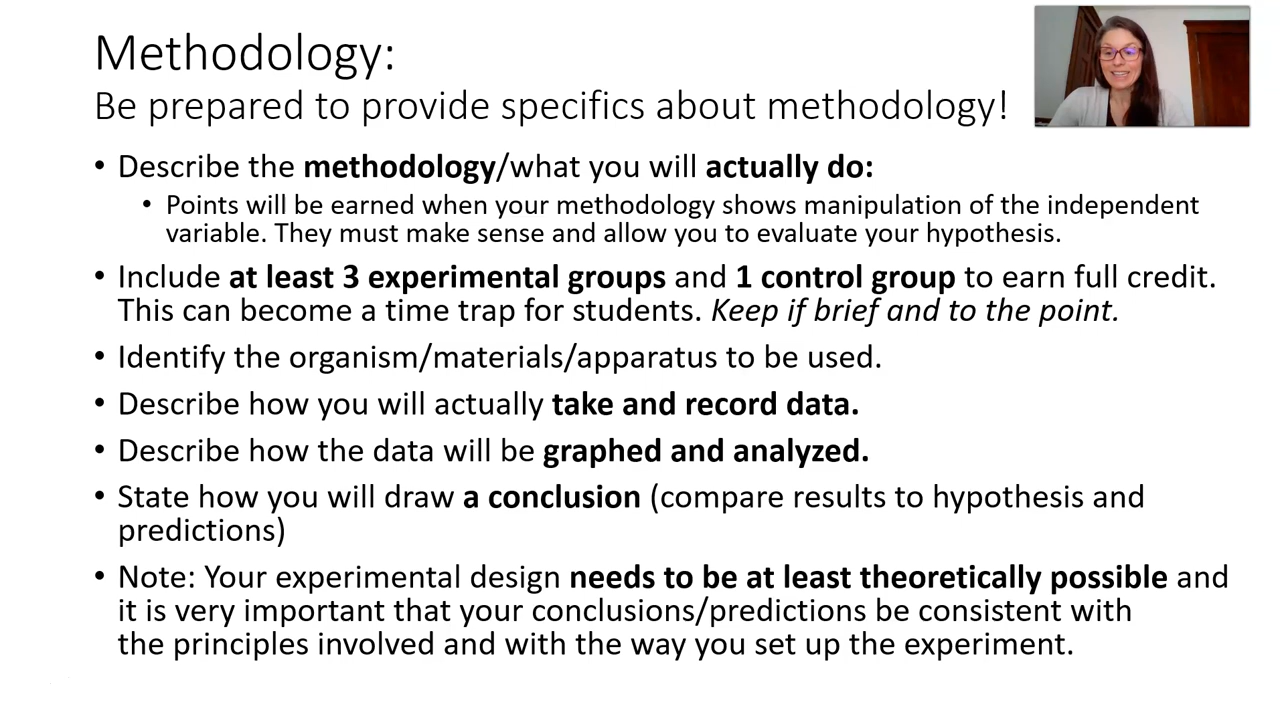 Methodology:
Be prepared to provide specifics about methodology!
• Describe the methodology/what you will actually do:
• Points will be earned when your methodology shows manipulation of the independent
variable. They must make sense and allow you to evaluate your hypothesis.
• Include at least 3 experimental groups and 1 control group to earn full credit.
This can become a time trap for students. Keep if brief and to the point.
• Identify the organism/materials/apparatus to be used.
• Describe how you will actually take and record data.
• Describe how the data will be graphed and analyzed.
• State how you will draw a conclusion (compare results to hypothesis and
predictions)
• Note: Your experimental design needs to be at least theoretically possible and
it is very important that your conclusions/predictions be consistent with
the principles involved and with the way you set up the experiment.